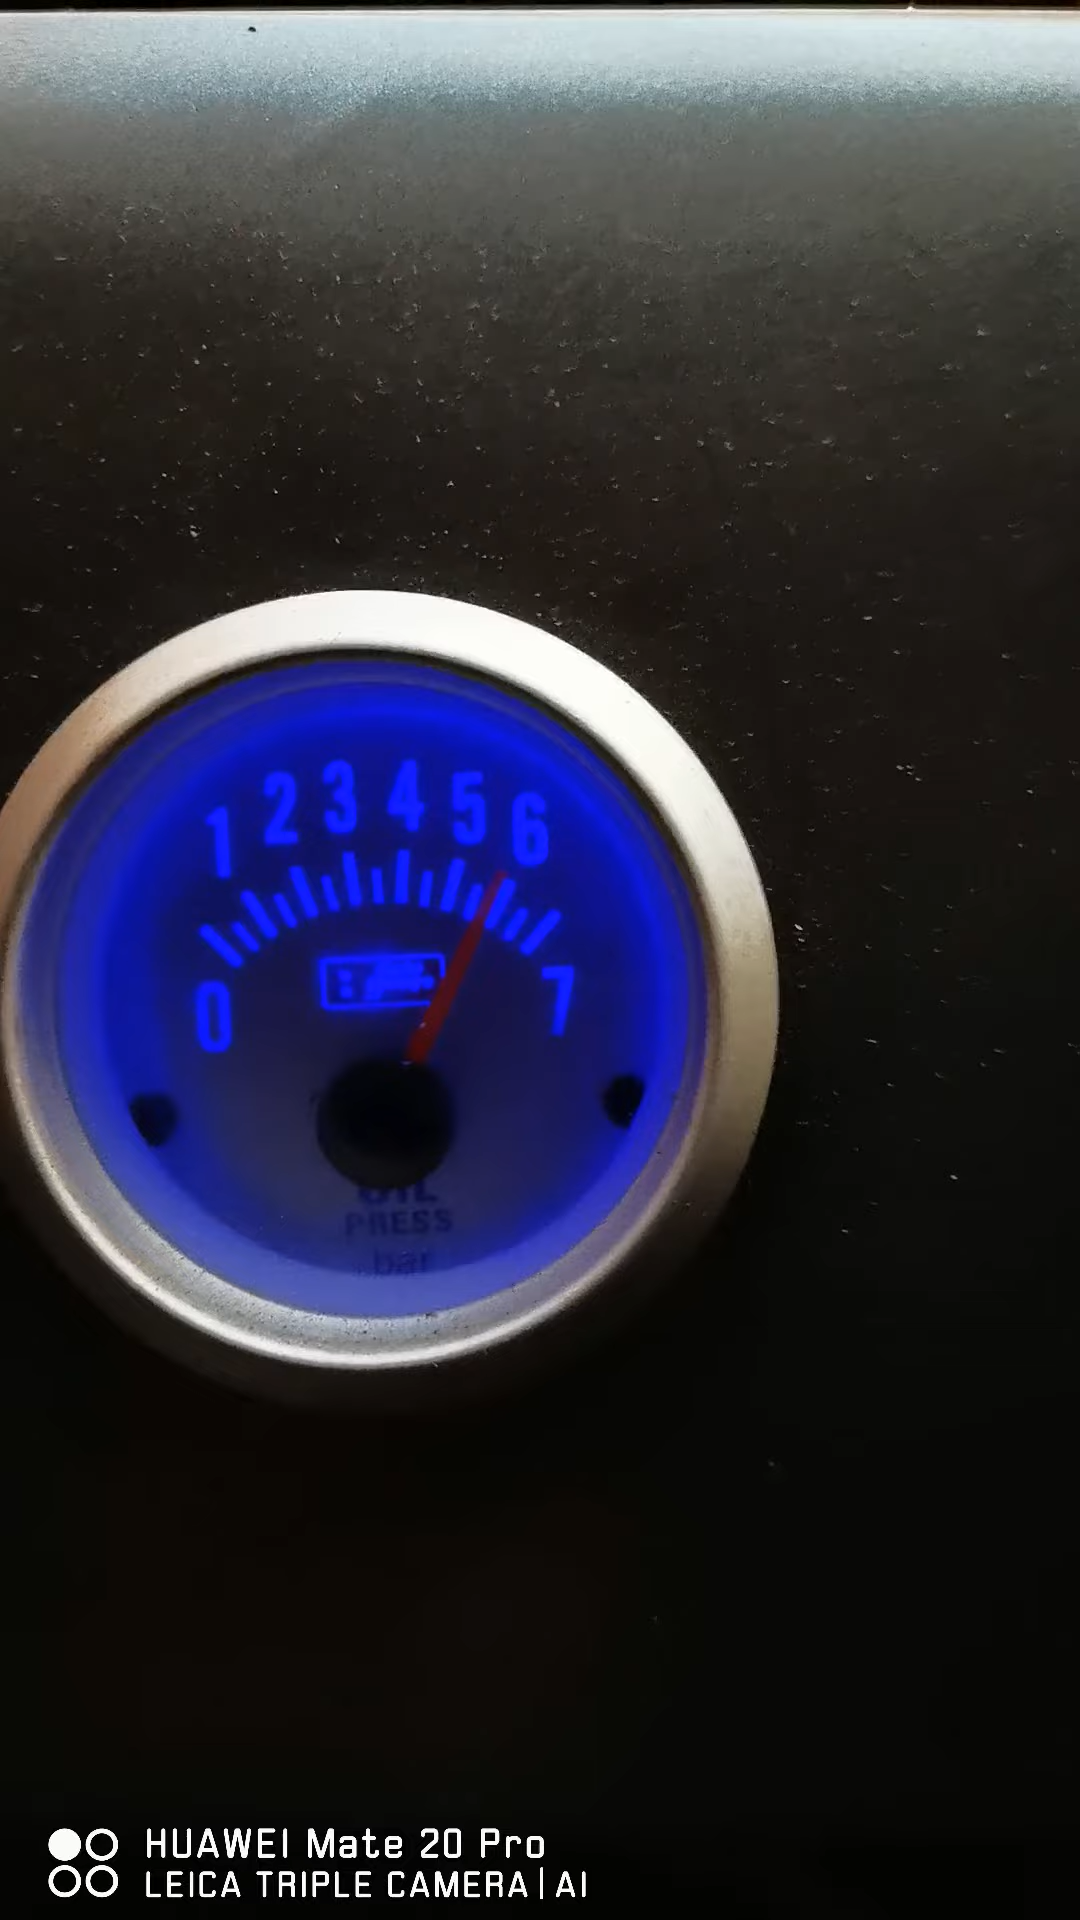 1 2 3 4 5 6
0 7
OIL
PRESS
bar
HUAWEI Mate 20 Pro
LEICA TRIPLE CAMERA | AI